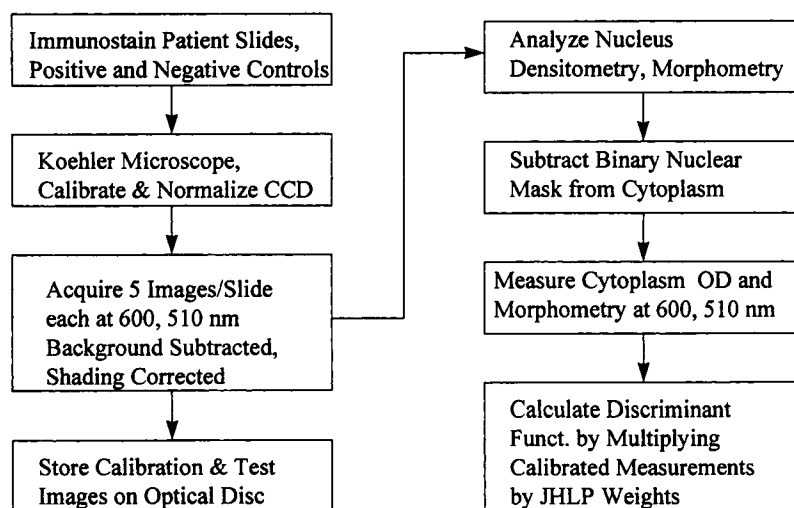 Immunostain Patient Slides,
Positive and Negative Controls
Koehler Microscope,
Calibrate & Normalize CCD
Acquire 5 Images/Slide
each at 600, 510 nm
Background Subtracted,
Shading Corrected
Store Calibration & Test
Images on Optical Disc
Analyze Nucleus
Densitometry, Morphometry
Subtract Binary Nuclear
Mask from Cytoplasm
Measure Cytoplasm OD and
Morphometry at 600, 510 nm
Calculate Discriminant
Funct. by Multiplying
Calibrated Measurements
by JHLP Weights